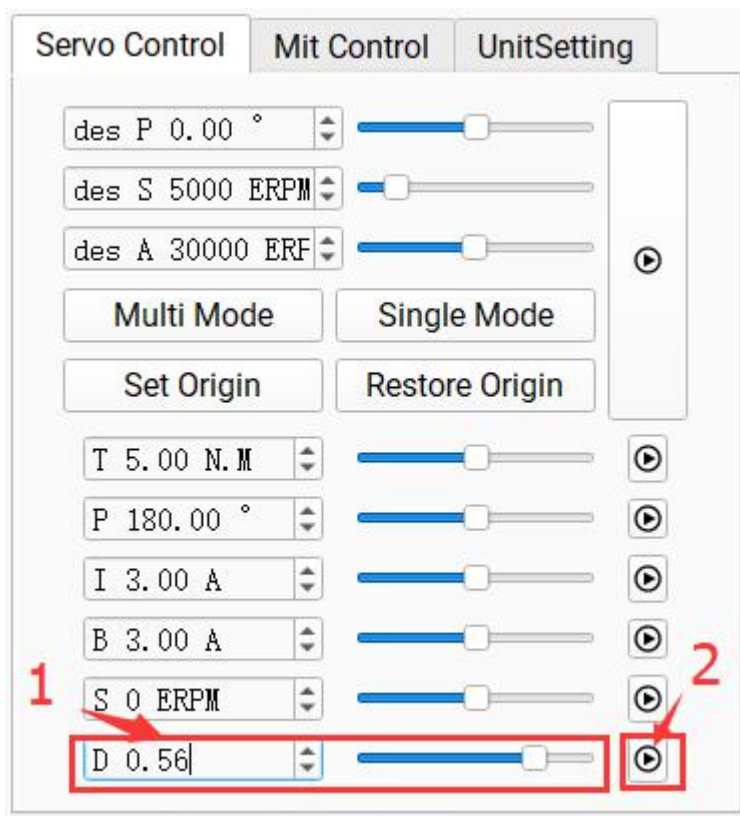 Servo Control
Mit Control
UnitSetting
des P 0.00 °
des S 5000 ERPM
des A 30000 ERF
Multi Mode
Single Mode
Set Origin
Restore Origin
T 5.00 N.M
P 180.00 °
I 3.00 A
B 3.00 A
2
1
S 0 ERPM
D 0.56